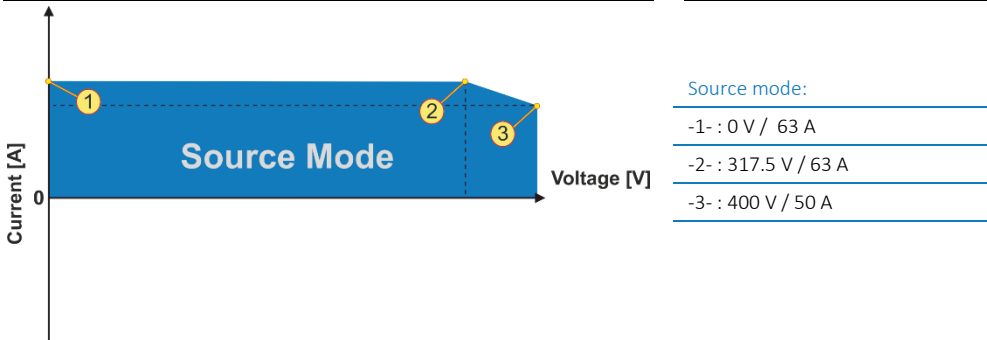 Current [A]
0
1
2
3
Source Mode
Voltage [V]
Source mode:
-1- : 0 V /  63 A
-2- : 317.5 V / 63 A
-3- : 400 V / 50 A